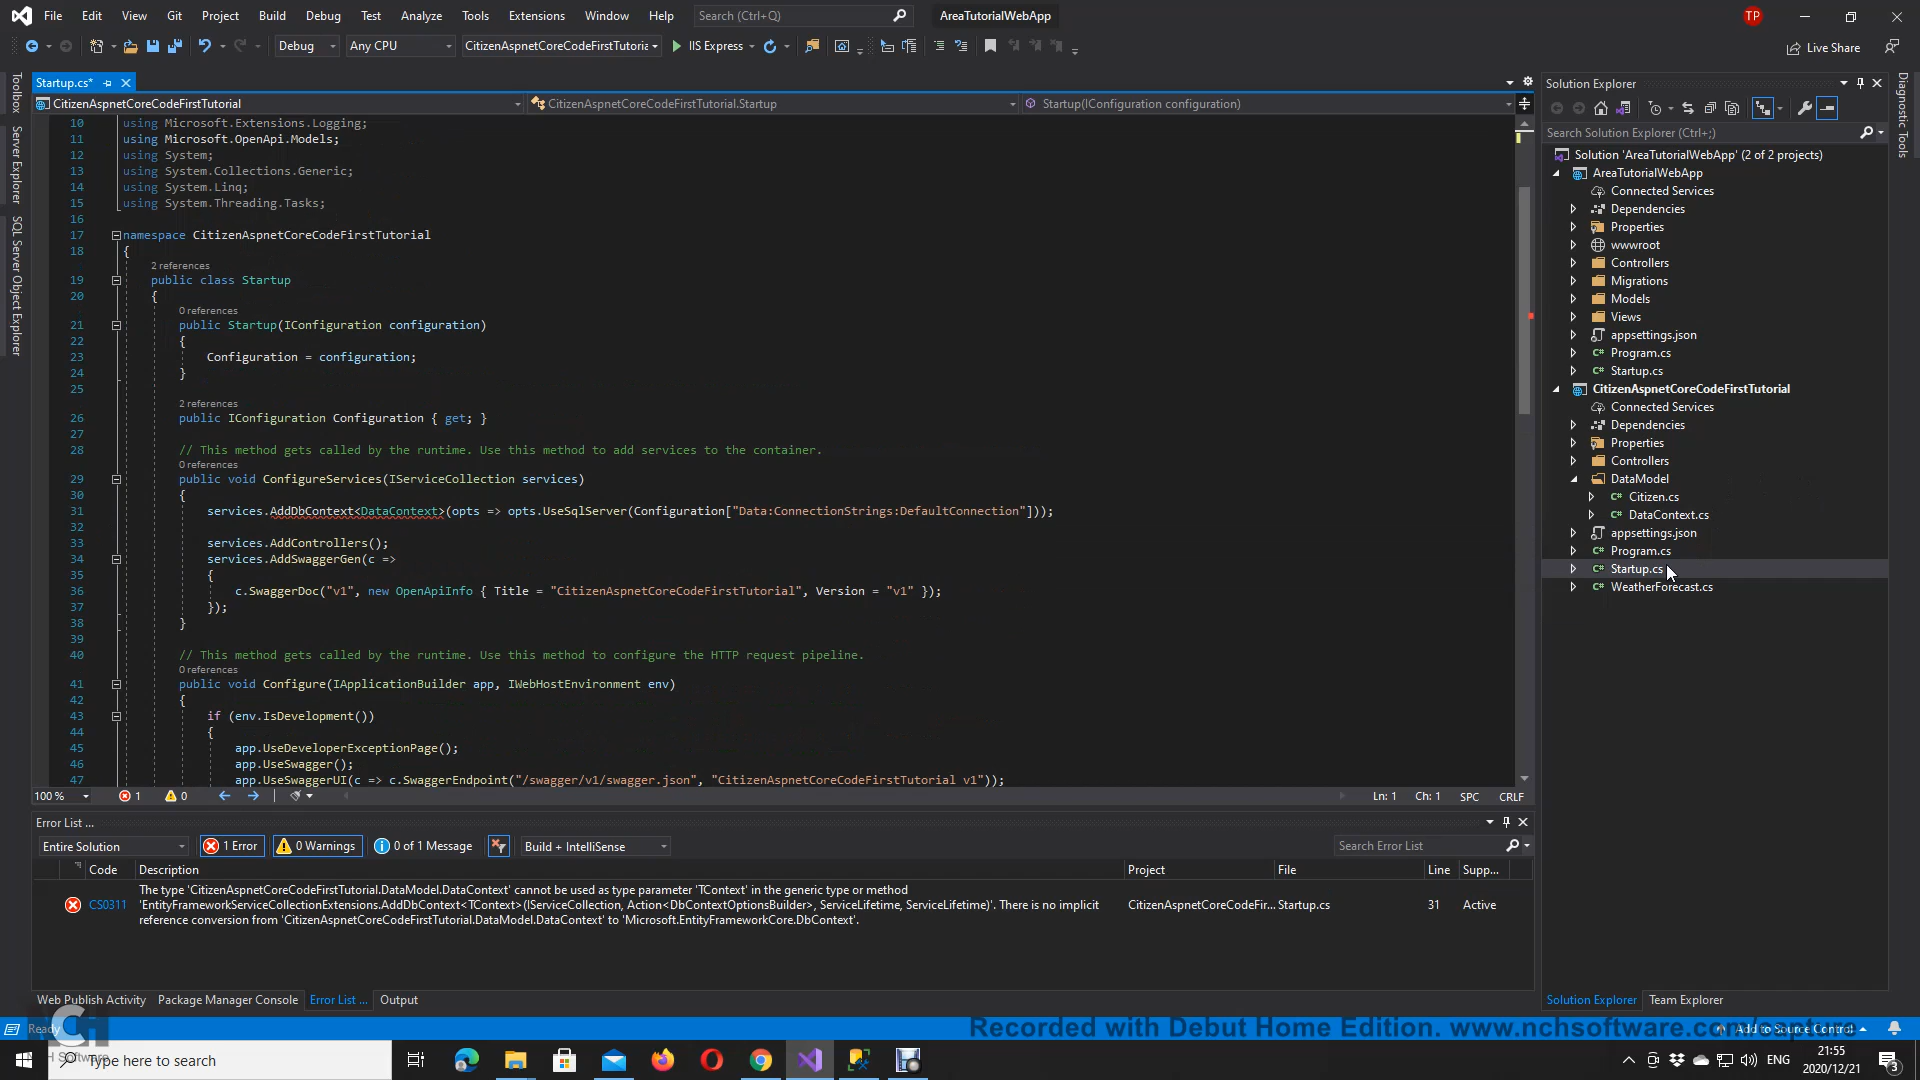 File Edit View Git Project Build Debug Test Analyze Tools Extensions Window Help Search (Ctrl+Q) AreaTutorialWebApp TP
Debug Any CPU CitizenAspnetCoreCodeFirstTutoria IIS Express Live Share
Toolbox
Server Explorer
SQL Server Object Explorer
Startup.cs*
CitizenAspnetCoreCodeFirstTutorial CitizenAspnetCoreCodeFirstTutorial.Startup Startup(IConfiguration configuration)
10 using Microsoft.Extensions.Logging;
11 using Microsoft.OpenApi.Models;
12 using System;
13 using System.Collections.Generic;
14 using System.Linq;
15 using System.Threading.Tasks;
16
17 namespace CitizenAspnetCoreCodeFirstTutorial
18 {
2 references
19 public class Startup
20 {
0 references
21 public Startup(IConfiguration configuration)
22 {
23 Configuration = configuration;
24 }
25
2 references
26 public IConfiguration Configuration { get; }
27
28 // This method gets called by the runtime. Use this method to add services to the container.
0 references
29 public void ConfigureServices(IServiceCollection services)
30 {
31 services.AddDbContext<DataContext>(opts => opts.UseSqlServer(Configuration["Data:ConnectionStrings:DefaultConnection"]));
32
33 services.AddControllers();
34 services.AddSwaggerGen(c =>
35 {
36 c.SwaggerDoc("v1", new OpenApiInfo { Title = "CitizenAspnetCoreCodeFirstTutorial", Version = "v1" });
37 });
38 }
39
40 // This method gets called by the runtime. Use this method to configure the HTTP request pipeline.
0 references
41 public void Configure(IApplicationBuilder app, IWebHostEnvironment env)
42 {
43 if (env.IsDevelopment())
44 {
45 app.UseDeveloperExceptionPage();
46 app.UseSwagger();
47 app.UseSwaggerUI(c => c.SwaggerEndpoint("/swagger/v1/swagger.json", "CitizenAspnetCoreCodeFirstTutorial v1"));
100 % 1 0 Ln: 1 Ch: 1 SPC CRLF
Error List ...
Entire Solution 1 Error 0 Warnings 0 of 1 Message Build + IntelliSense Search Error List
Code Description Project File Line Supp...
The type 'CitizenAspnetCoreCodeFirstTutorial.DataModel.DataContext' cannot be used as type parameter 'TContext' in the generic type or method
CS0311 'EntityFrameworkServiceCollectionExtensions.AddDbContext<TContext>(IServiceCollection, Action<DbContextOptionsBuilder>, ServiceLifetime, ServiceLifetime)'. There is no implicit CitizenAspnetCoreCodeFir... Startup.cs 31 Active
reference conversion from 'CitizenAspnetCoreCodeFirstTutorial.DataModel.DataContext' to 'Microsoft.EntityFrameworkCore.DbContext'.
Web Publish Activity Package Manager Console Error List ... Output
Solution Explorer
Search Solution Explorer (Ctrl+;)
Solution 'AreaTutorialWebApp' (2 of 2 projects)
AreaTutorialWebApp
Connected Services
Dependencies
Properties
wwwroot
Controllers
Migrations
Models
Views
appsettings.json
Program.cs
Startup.cs
CitizenAspnetCoreCodeFirstTutorial
Connected Services
Dependencies
Properties
Controllers
DataModel
Citizen.cs
DataContext.cs
appsettings.json
Program.cs
Startup.cs
WeatherForecast.cs
Solution Explorer Team Explorer
Diagnostic Tools
Ready Recorded with Debut Home Edition. www.nchsoftware.com/capture Add to Source Control
NCH Software
Type here to search ENG 21:55
2020/12/21 3